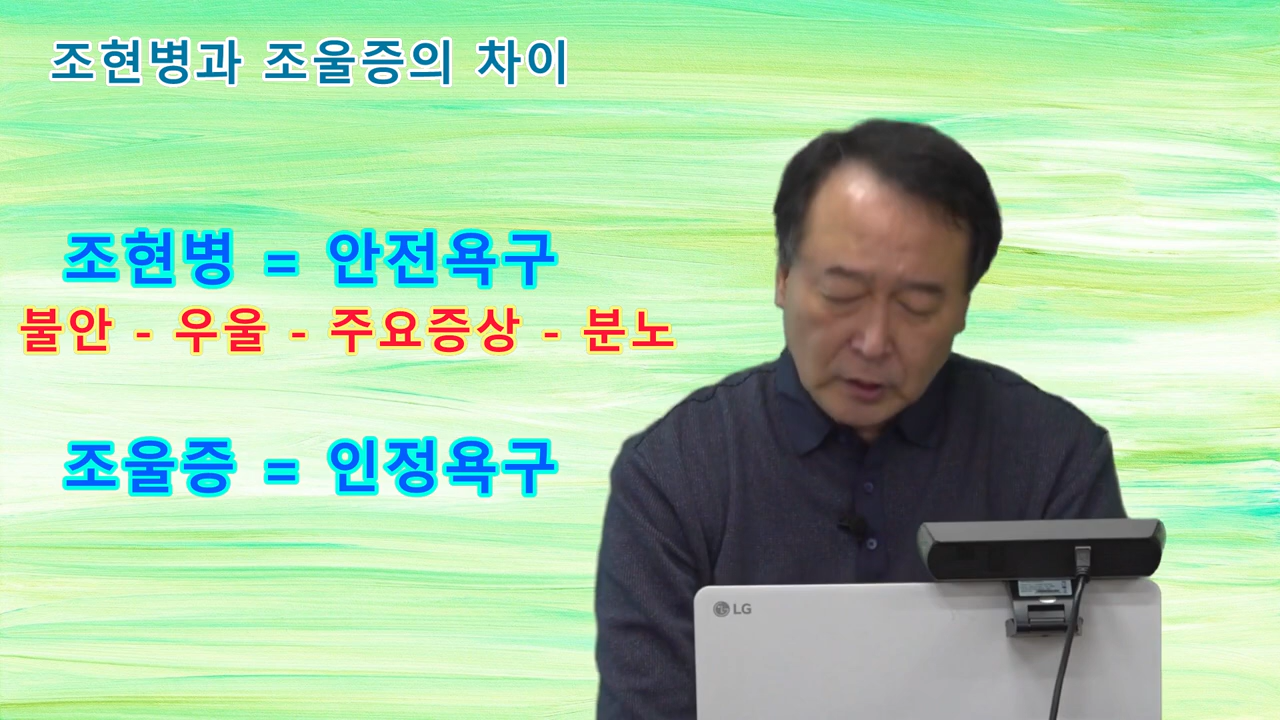 조현병과 조울증의 차이
조현병 = 안전욕구
불안 - 우울 - 주요증상 - 분노
조울증 = 인정욕구
LG